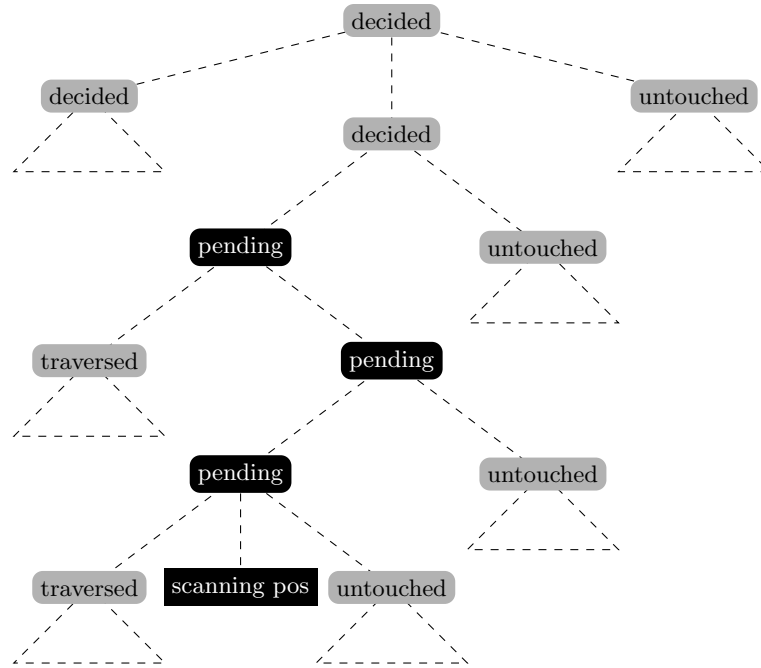 decided
decided
untouched
decided
pending
untouched
traversed
pending
pending
untouched
traversed
scanning pos
untouched